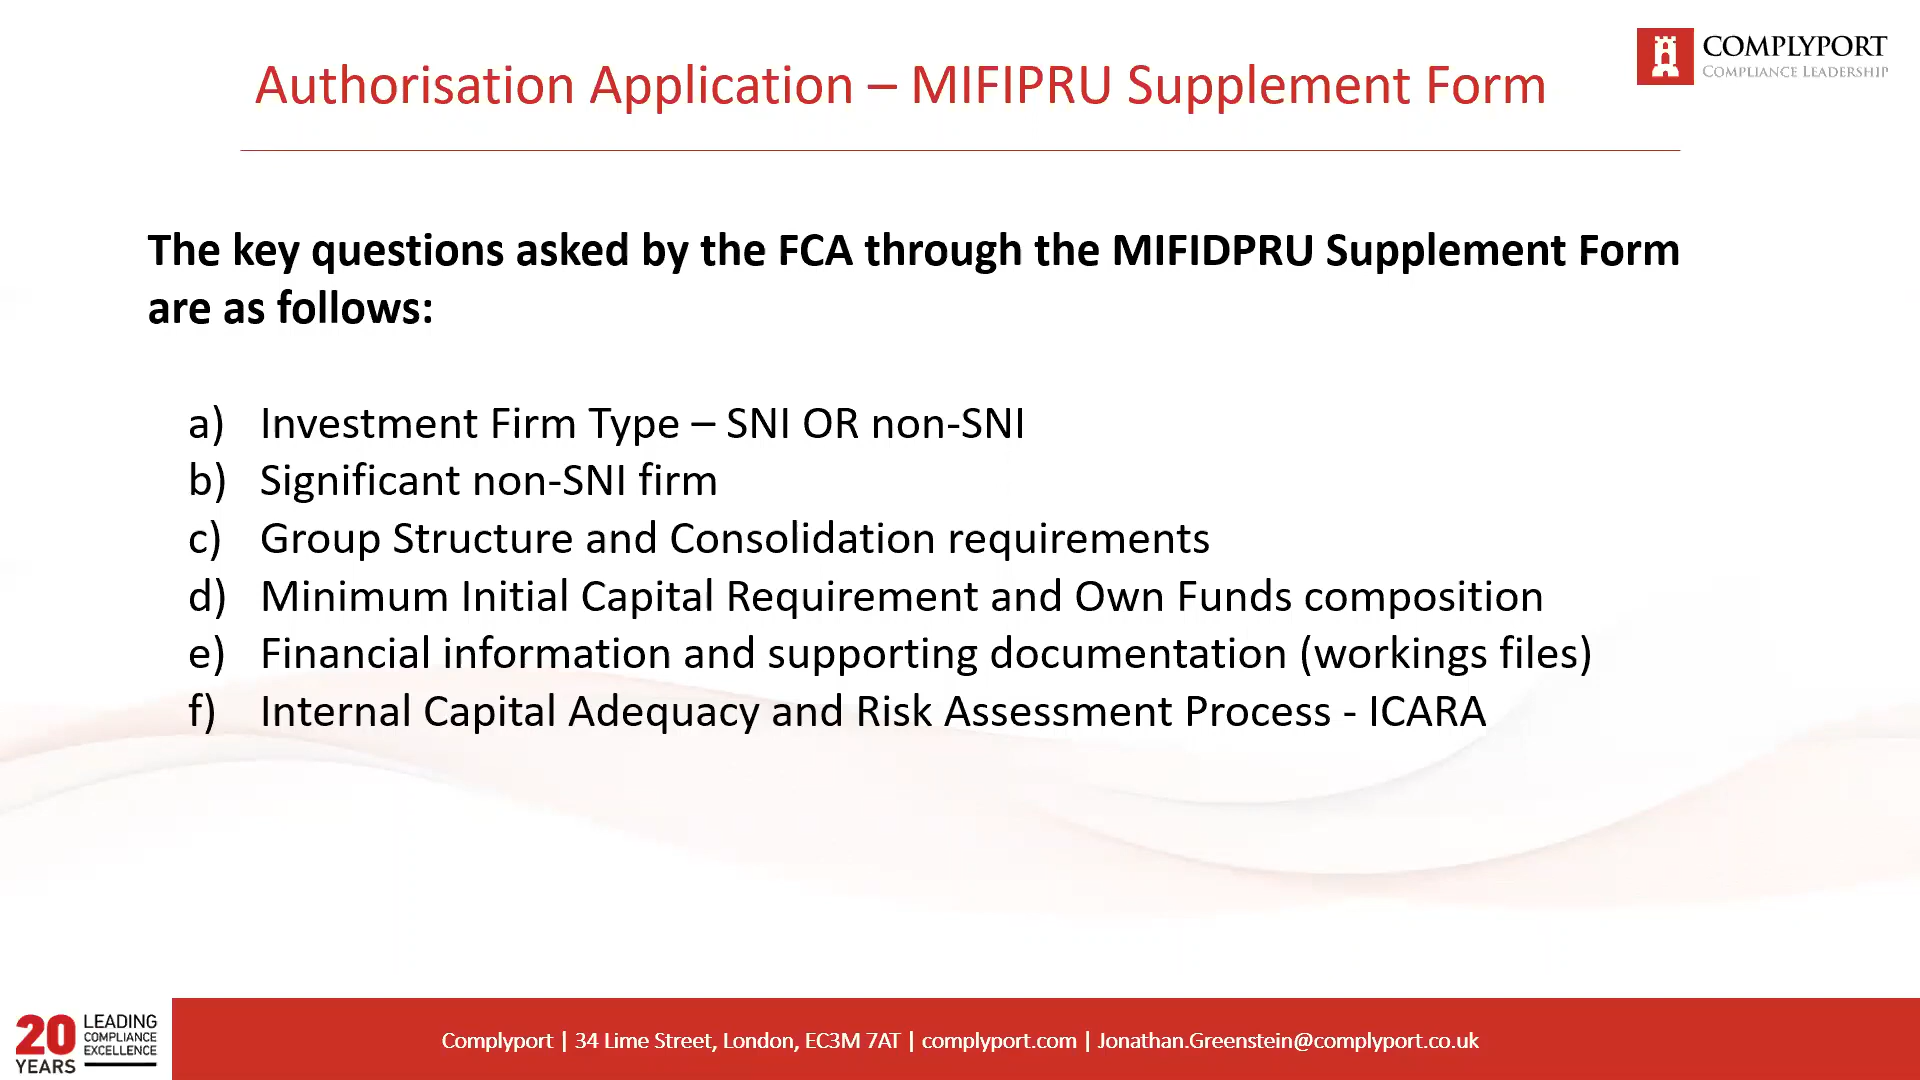 Authorisation Application – MIFIPRU Supplement Form
COMPLYPORT
COMPLIANCE LEADERSHIP
The key questions asked by the FCA through the MIFIDPRU Supplement Form
are as follows:
a) Investment Firm Type – SNI OR non-SNI
b) Significant non-SNI firm
c) Group Structure and Consolidation requirements
d) Minimum Initial Capital Requirement and Own Funds composition
e) Financial information and supporting documentation (workings files)
f) Internal Capital Adequacy and Risk Assessment Process - ICARA
20 YEARS
LEADING
COMPLIANCE
EXCELLENCE
Complyport | 34 Lime Street, London, EC3M 7AT | complyport.com | Jonathan.Greenstein@complyport.co.uk